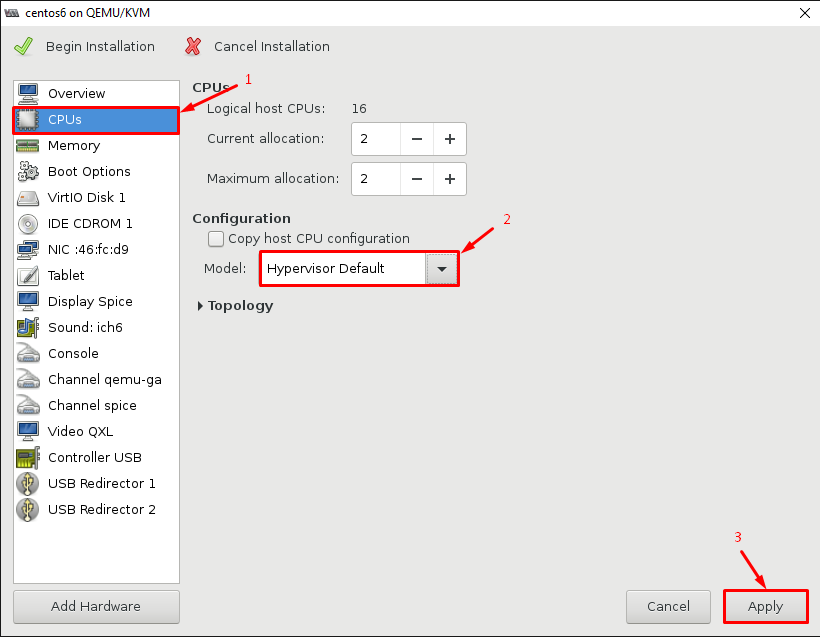 centos6 on QEMU/KVM
Begin Installation
Cancel Installation
1
Overview
CPUs
Memory
Boot Options
VirtIO Disk 1
IDE CDROM 1
NIC :46:fc:d9
Tablet
Display Spice
Sound: ich6
Console
Channel qemu-ga
Channel spice
Video QXL
Controller USB
USB Redirector 1
USB Redirector 2
Add Hardware
CPUs
Logical host CPUs: 16
Current allocation: 2
Maximum allocation: 2
Configuration
2
Copy host CPU configuration
Model: Hypervisor Default
Topology
3
Cancel
Apply